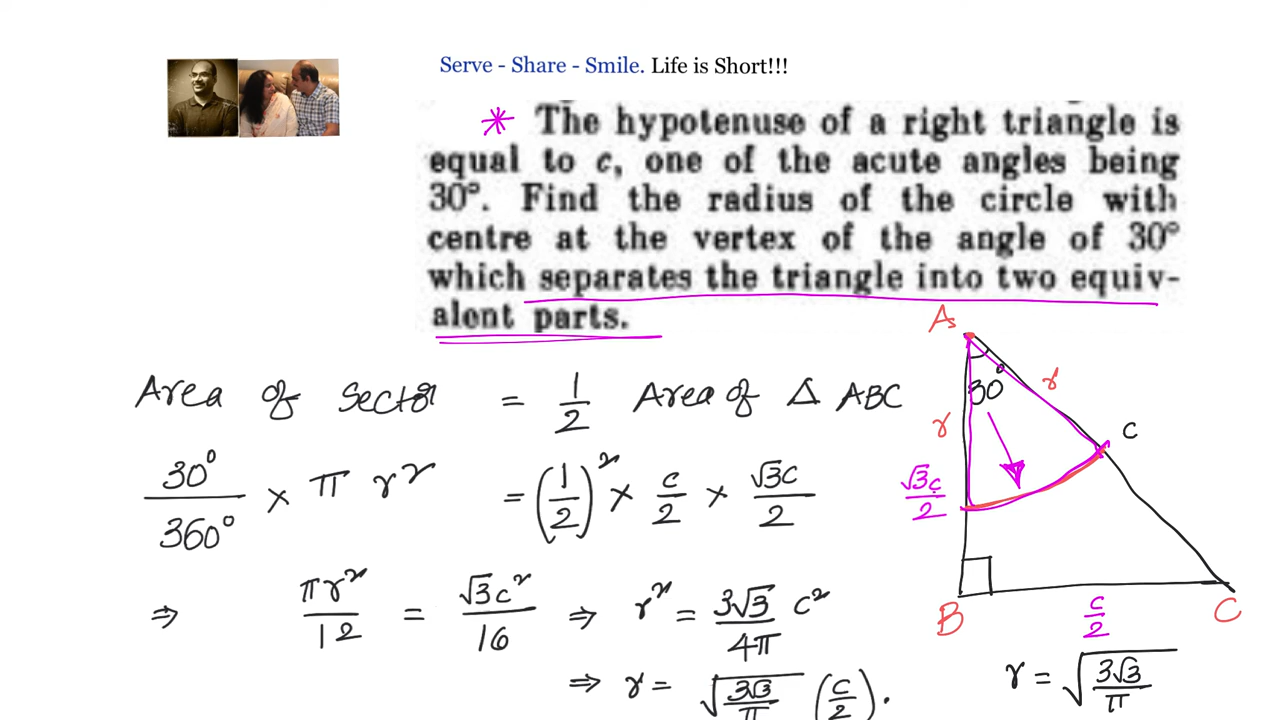 Serve - Share - Smile. Life is Short!!!
* The hypotenuse of a right triangle is
equal to c, one of the acute angles being
30°. Find the radius of the circle with
centre at the vertex of the angle of 30°
which separates the triangle into two equiv-
alent parts.
A
30°
r
r
C
√3c/2
B
c/2
C
Area of Sector = 1/2 Area of Δ ABC
30°/360° × π r² = (1/2)² × c/2 × √3c/2
⇒ πr²/12 = √3c²/16 ⇒ r² = 3√3/4π c²
⇒ r = √(3√3/π) (c/2).
r = √(3√3/π)